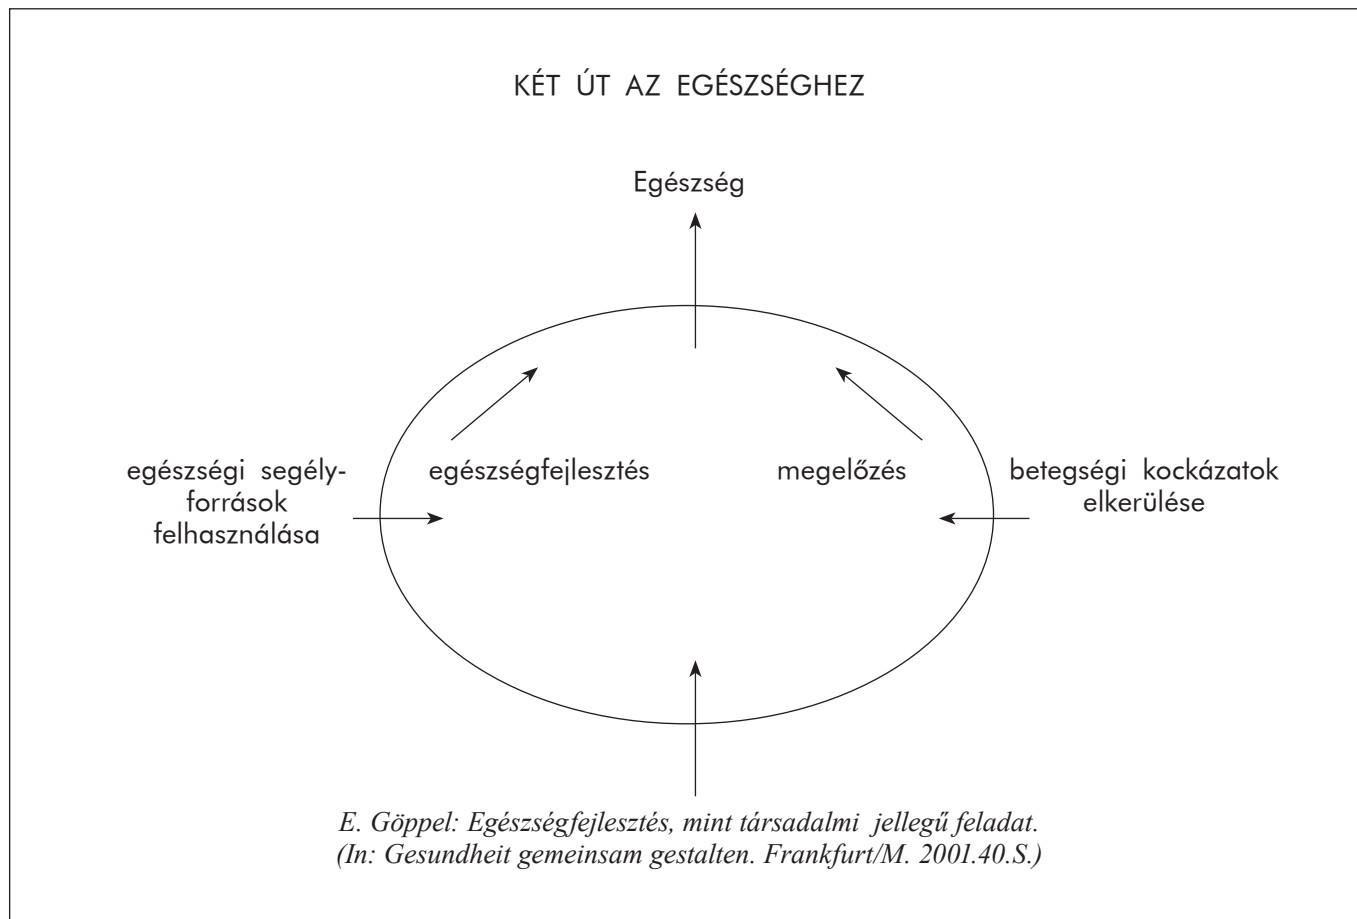 KÉT ÚT AZ EGÉSZSÉGHEZ
Egészség
egészségi segély-
források
felhasználása
egészségfejlesztés
megelőzés
betegségi kockázatok
elkerülése
E. Göppel: Egészségfejlesztés, mint társadalmi jellegű feladat.
(In: Gesundheit gemeinsam gestalten. Frankfurt/M. 2001.40.S.)